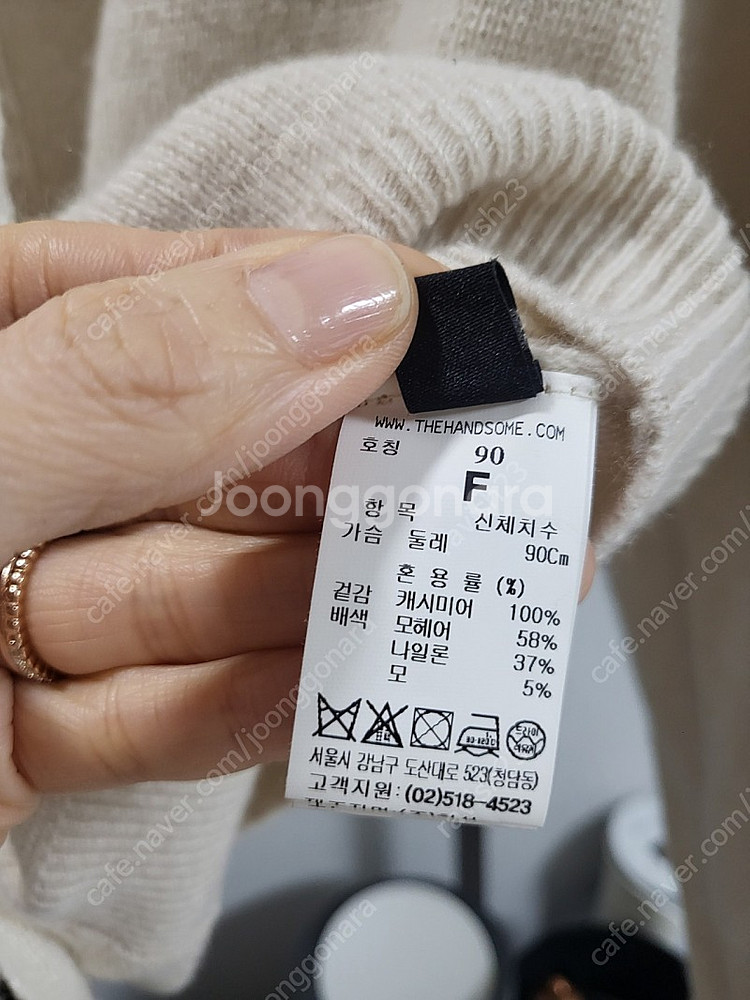 WWW.THEHANDSOME.COM
호칭 90
F
항 목 신체치수
가슴 둘레 90Cm
혼 용 률 (%)
겉감 캐시미어 100%
배색 모헤어 58%
나일론 37%
모 5%
서울시 강남구 도산대로 523(청담동)
고객지원: (02)518-4523
Joonggonara